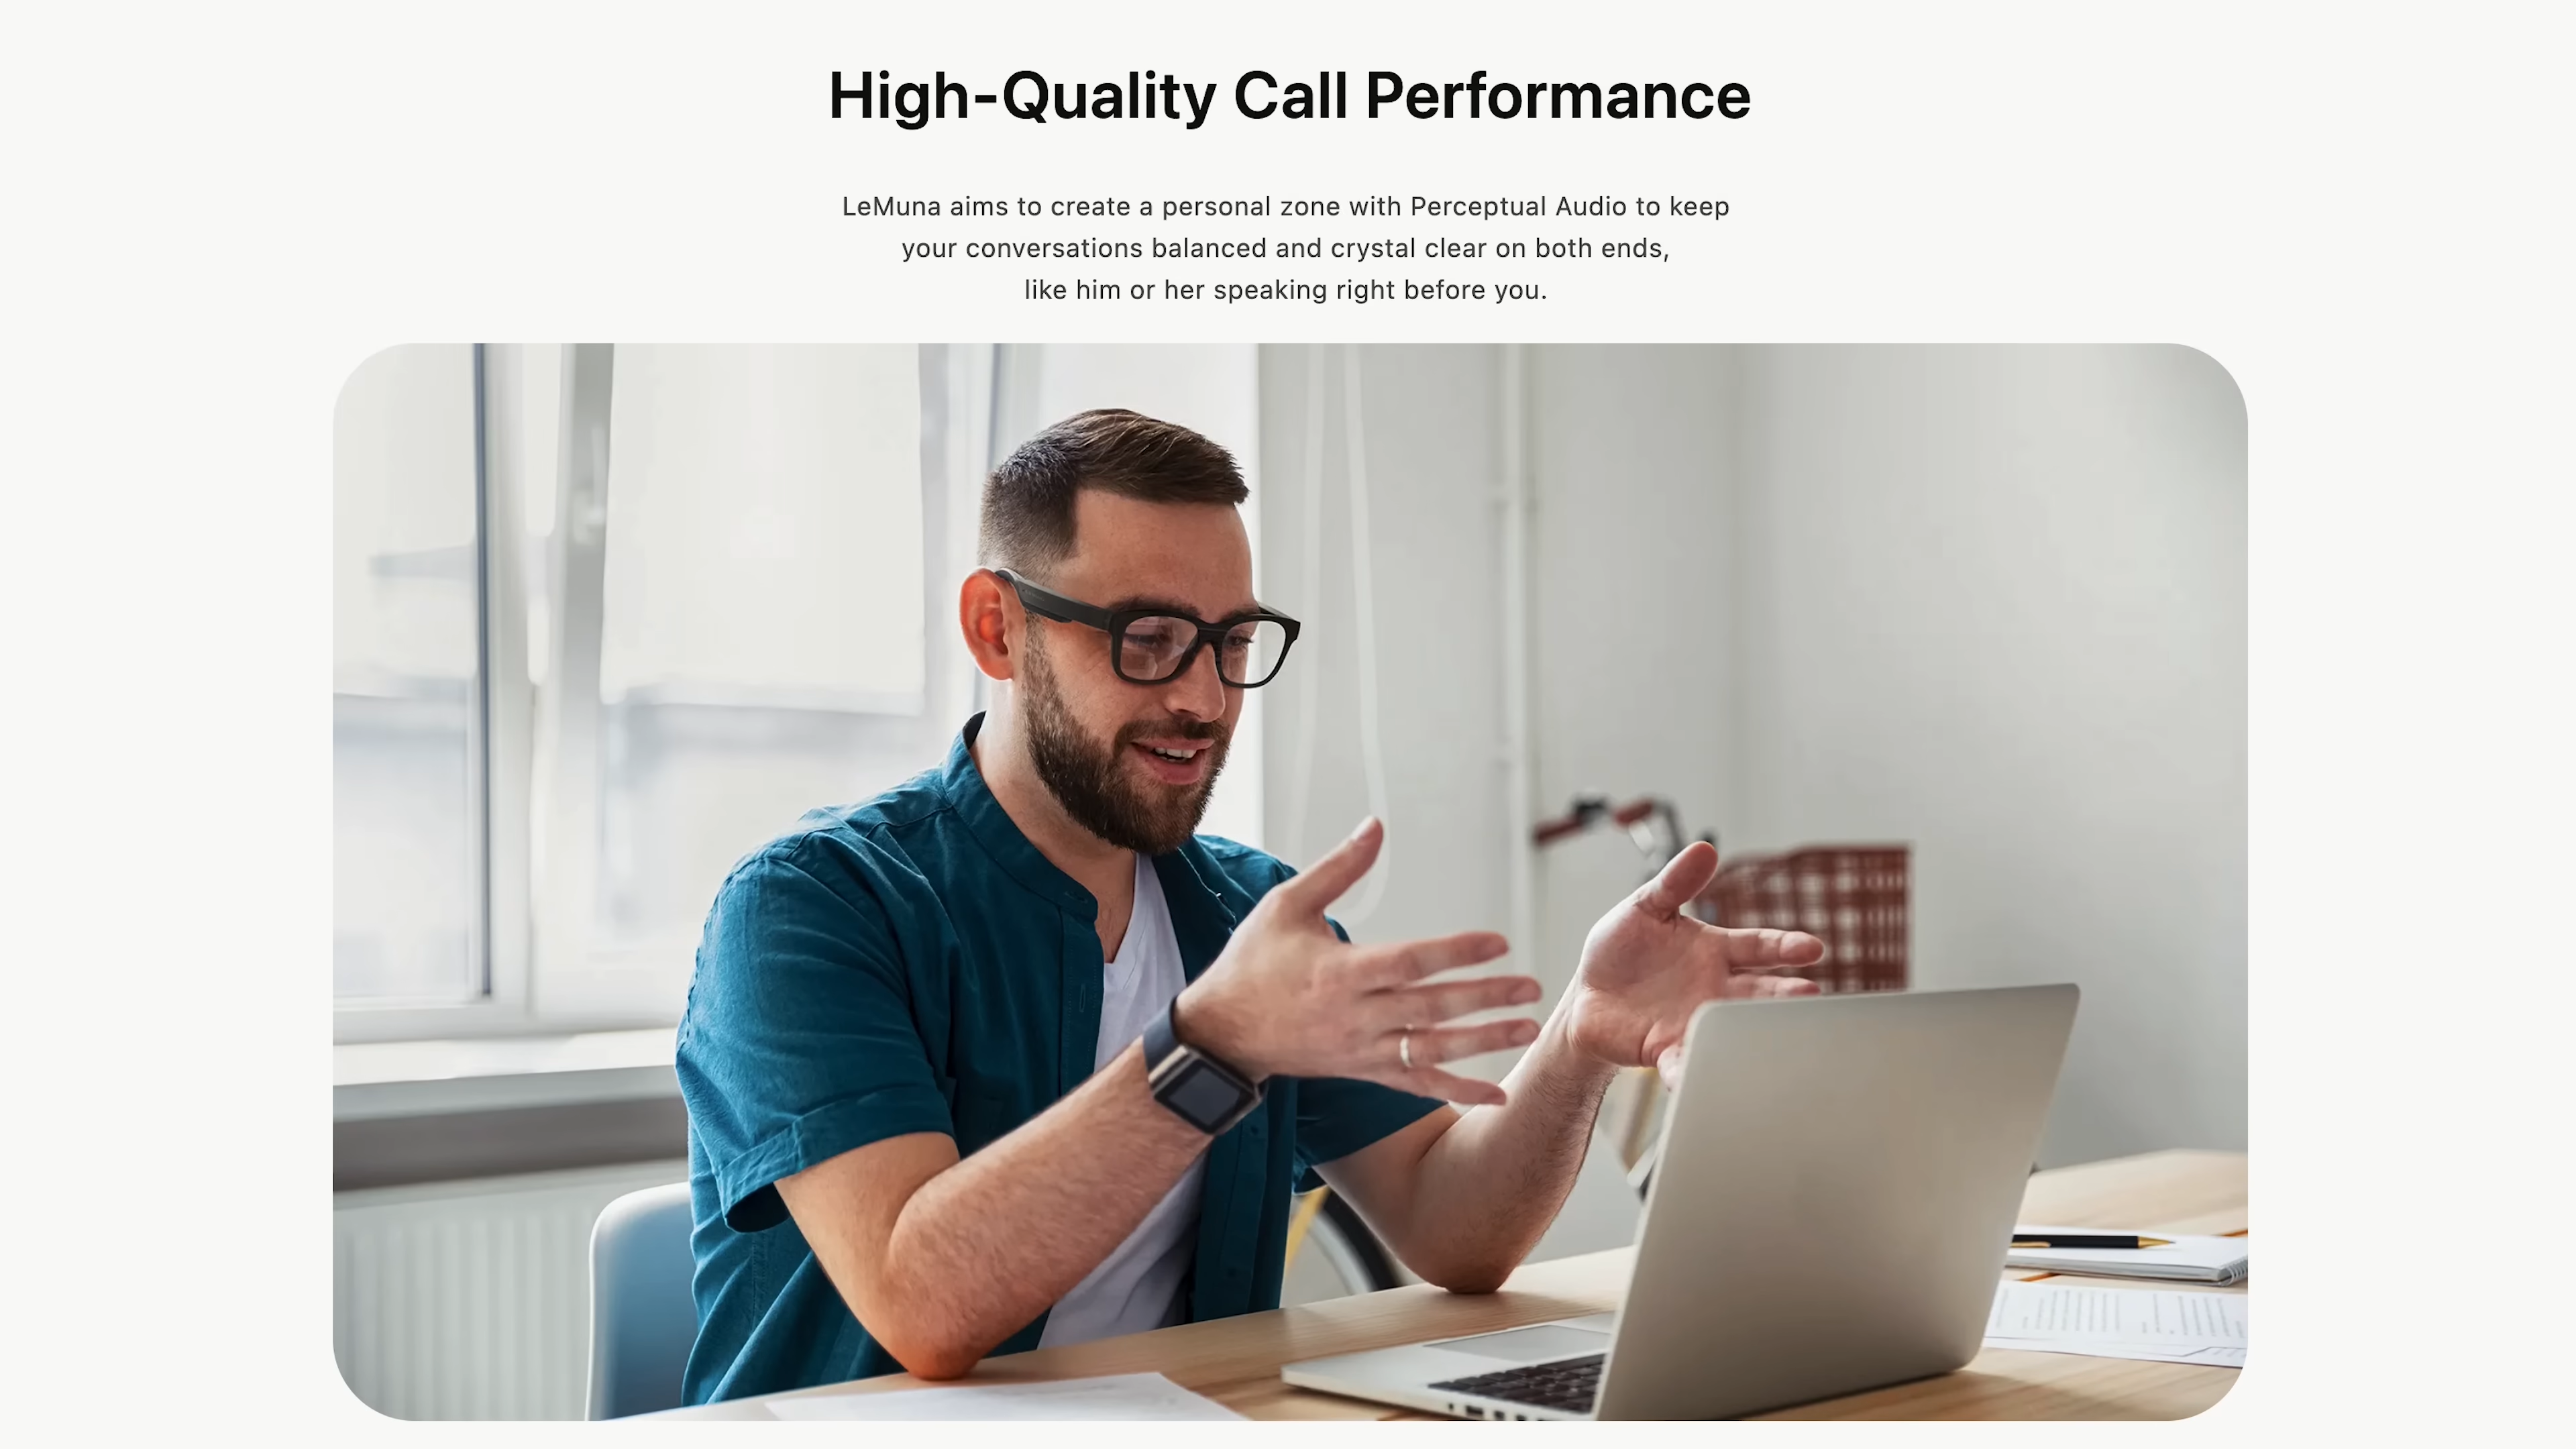 High-Quality Call Performance
LeMuna aims to create a personal zone with Perceptual Audio to keep
your conversations balanced and crystal clear on both ends,
like him or her speaking right before you.